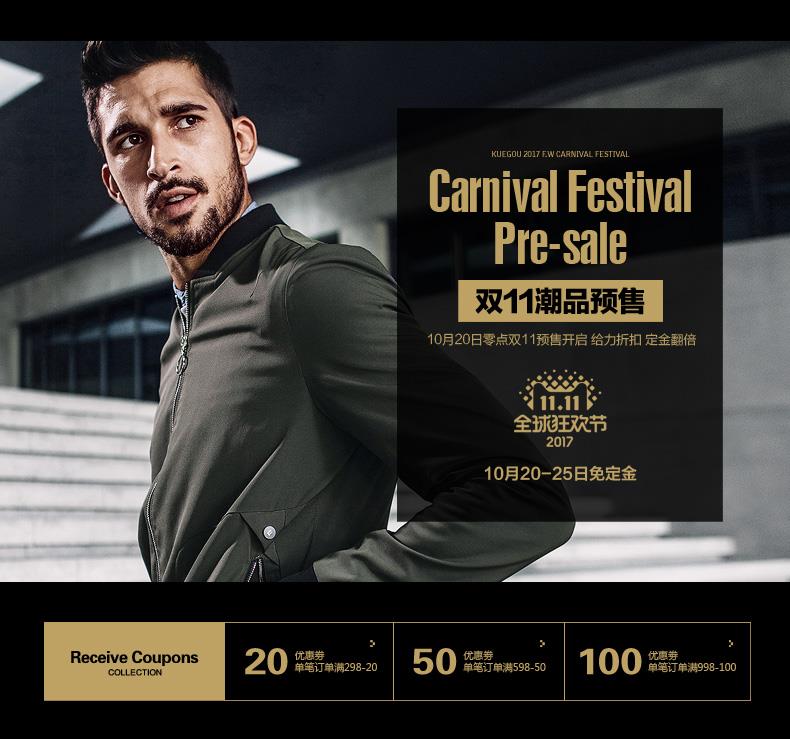 KUEGOU 2017 F.W CARNIVAL FESTIVAL
Carnival Festival
Pre-sale
双11潮品预售
10月20日零点双11预售开启 给力折扣 定金翻倍
11.11
全球狂欢节
2017
10月20-25日免定金
Receive Coupons
COLLECTION
20
优惠劵
单笔订单满298-20
50
优惠劵
单笔订单满598-50
100
优惠劵
单笔订单满998-100